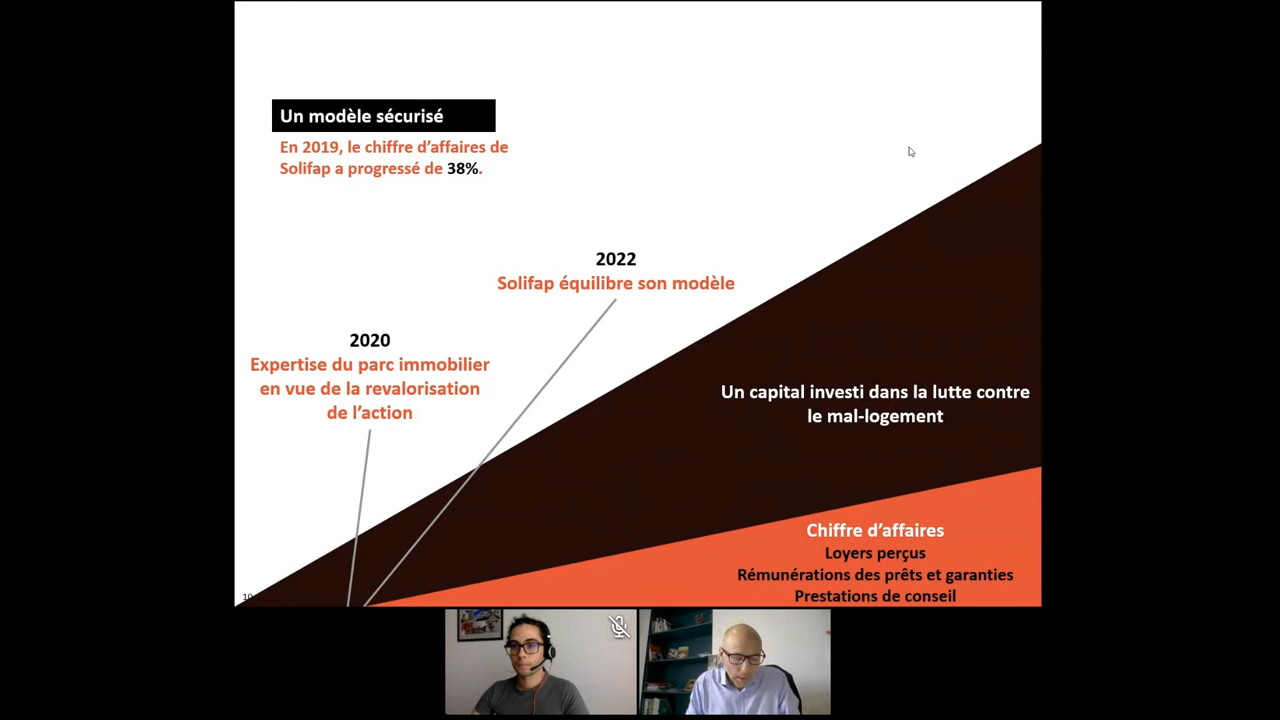 Un modèle sécurisé
En 2019, le chiffre d’affaires de
Solifap a progressé de 38%.
2022
Solifap équilibre son modèle
2020
Expertise du parc immobilier
en vue de la revalorisation
de l’action
Un capital investi dans la lutte contre
le mal-logement
Chiffre d’affaires
Loyers perçus
Rémunérations des prêts et garanties
Prestations de conseil